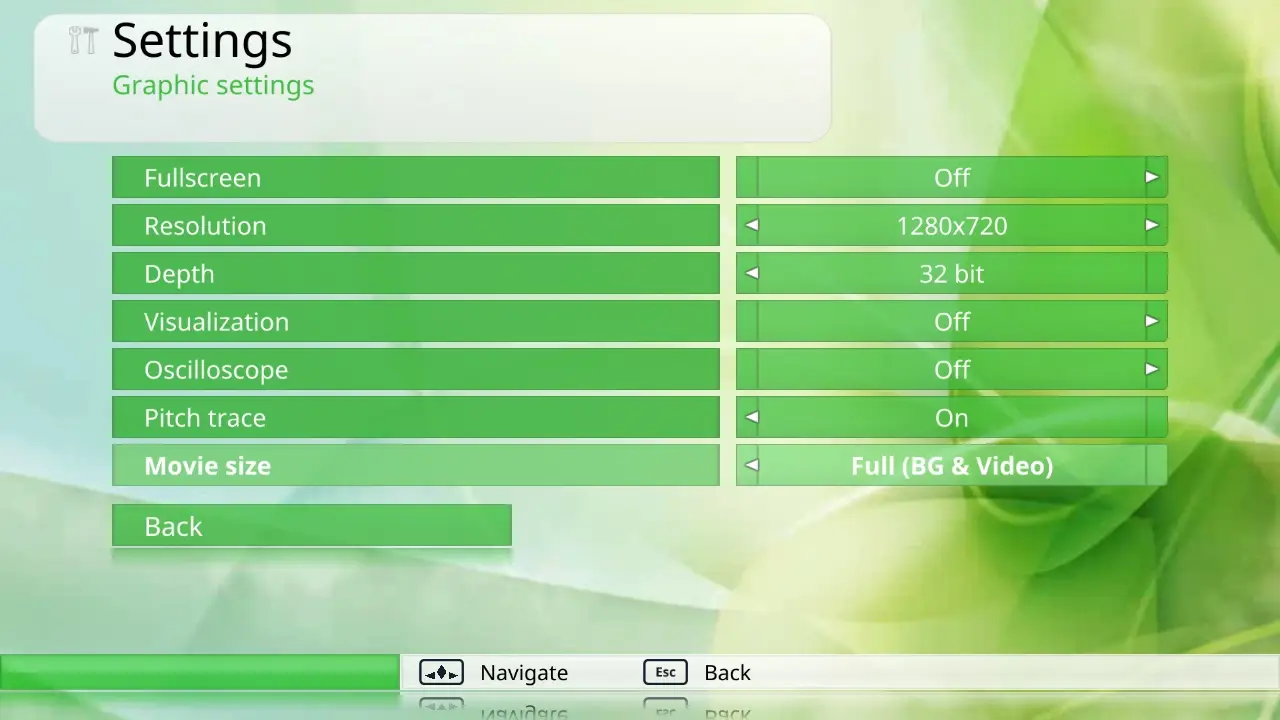 Settings
Graphic settings
Fullscreen Off
Resolution 1280x720
Depth 32 bit
Visualization Off
Oscilloscope Off
Pitch trace On
Movie size Full (BG & Video)
Back
Navigate Esc Back